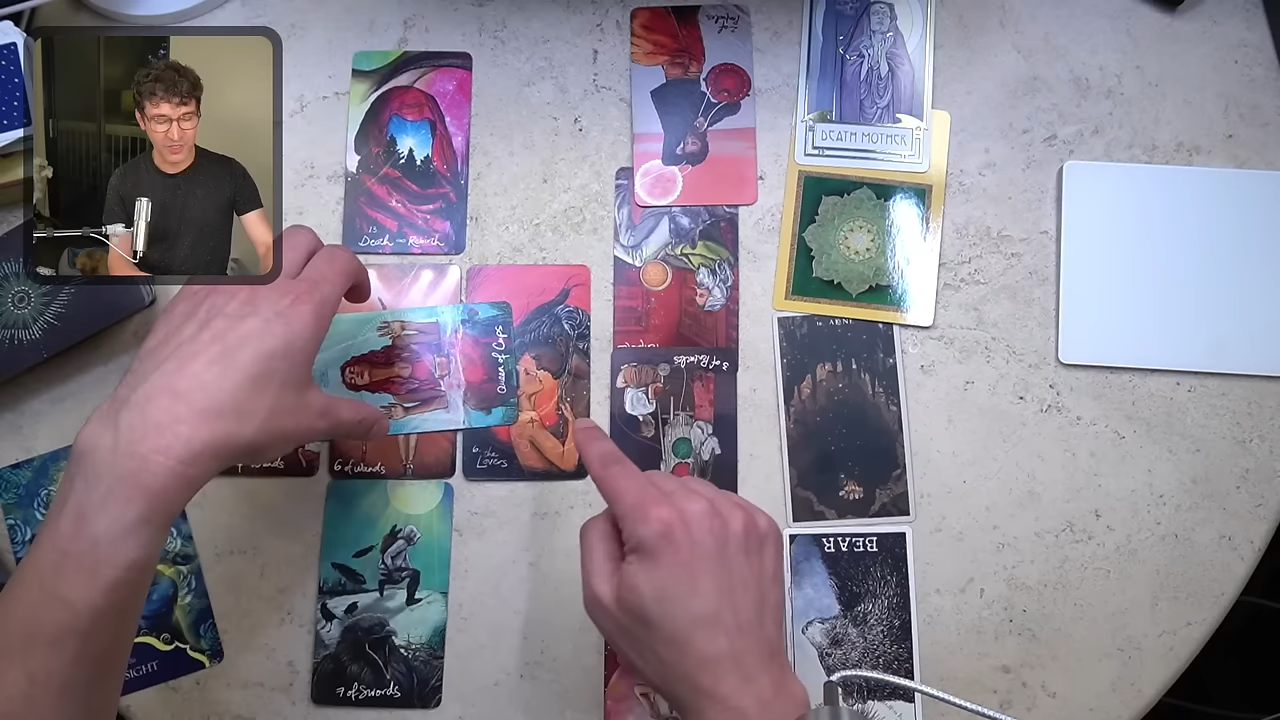 13.
Death and Rebirth
DEATH MOTHER
Queen of Cups
3 of Pentacles
6 of Wands
6. the
Lovers
7 of Swords
BEAR
SIGHT